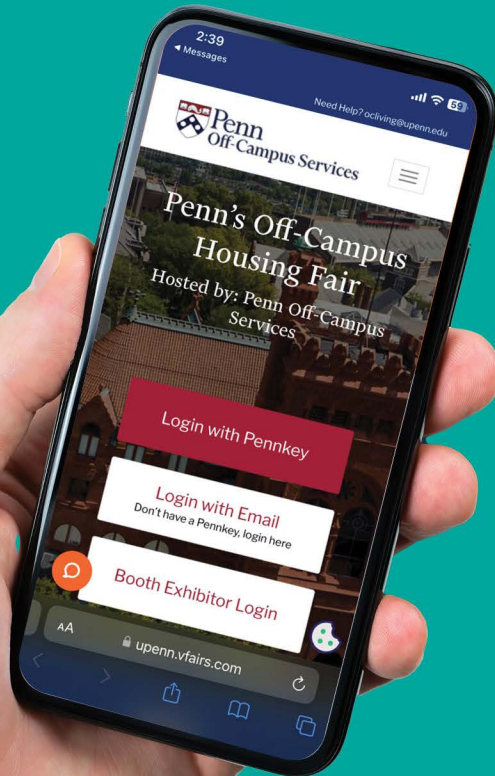 2:39
◀ Messages
59
Need Help? ocliving@upenn.edu
Penn
Off-Campus Services
Penn's Off-Campus
Housing Fair
Hosted by: Penn Off-Campus
Services
Login with Pennkey
Login with Email
Don't have a Pennkey, login here
Booth Exhibitor Login
AA
upenn.vfairs.com